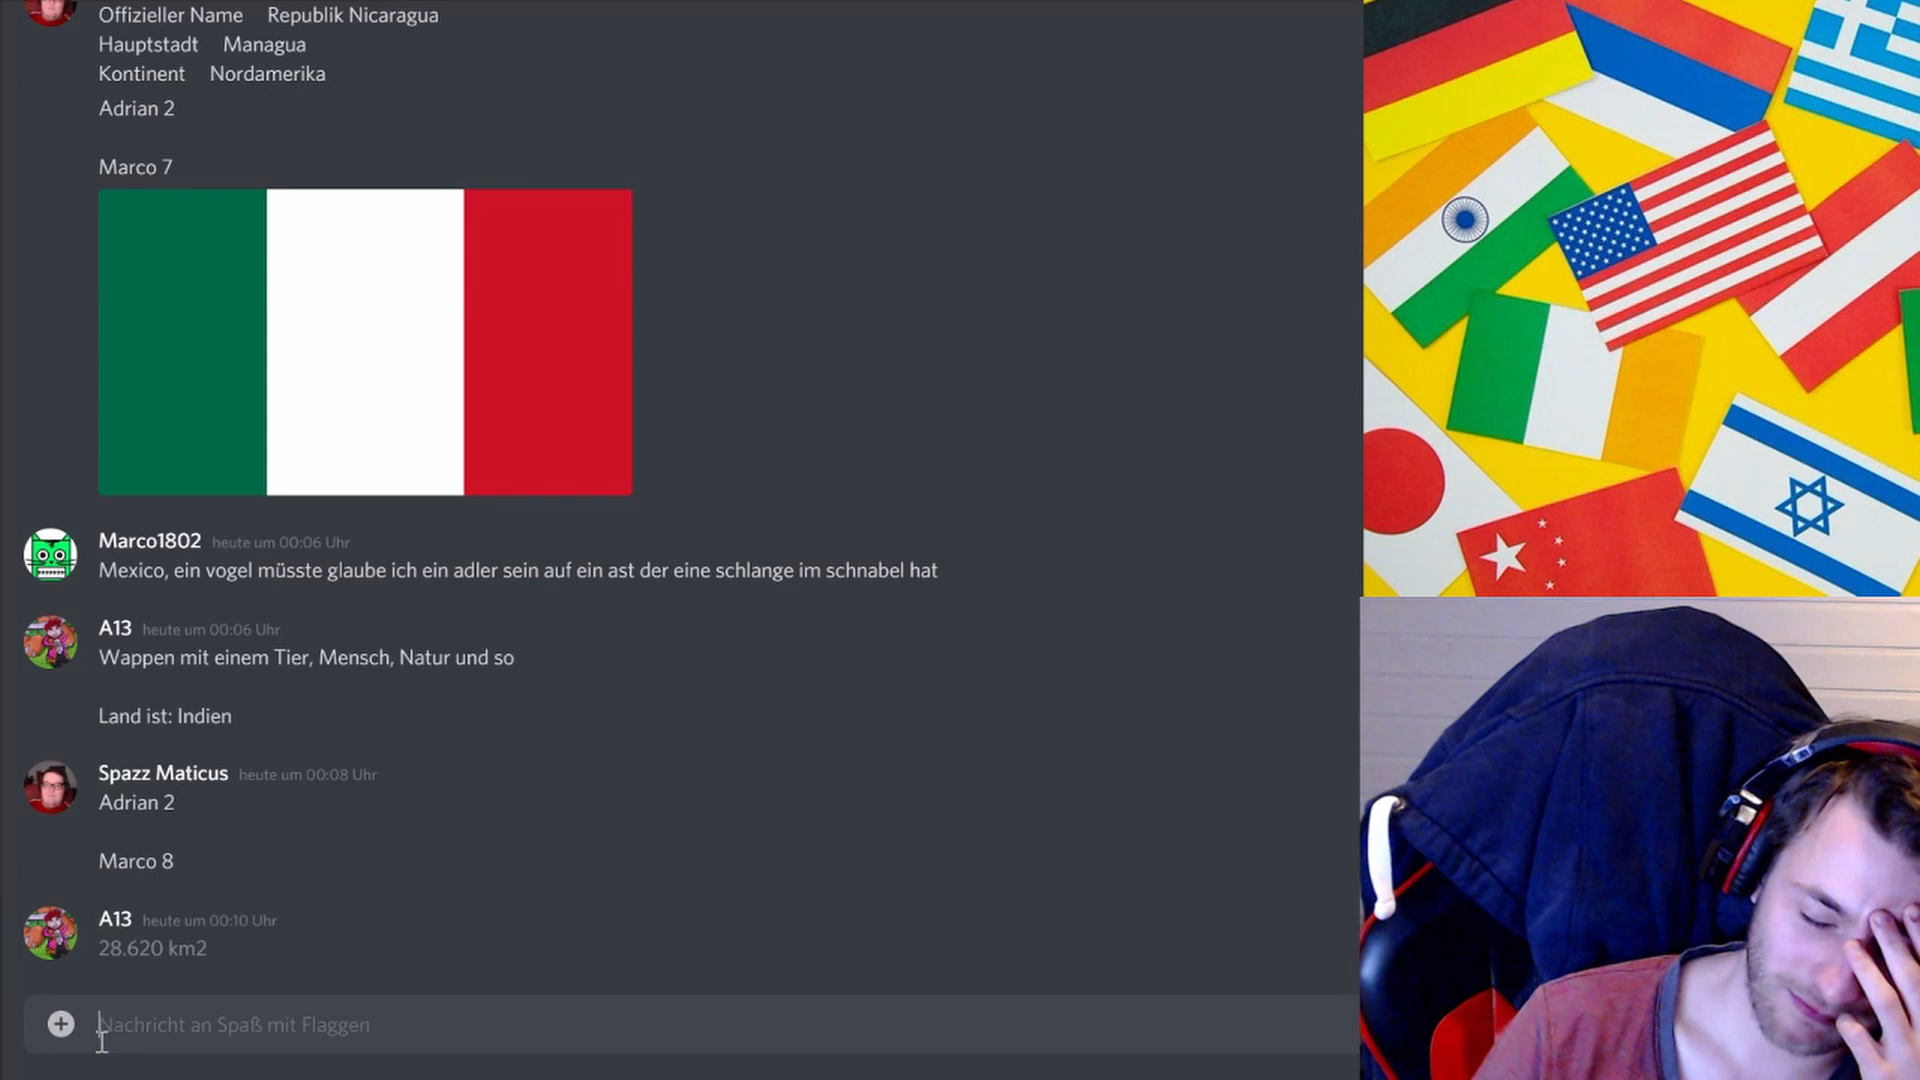 Offizieller Name Republik Nicaragua
Hauptstadt Managua
Kontinent Nordamerika
Adrian 2
Marco 7
Marco1802 heute um 00:06 Uhr
Mexico, ein vogel müsste glaube ich ein adler sein auf ein ast der eine schlange im schnabel hat
A13 heute um 00:06 Uhr
Wappen mit einem Tier, Mensch, Natur und so
Land ist: Indien
Spazz Maticus heute um 00:08 Uhr
Adrian 2
Marco 8
A13 heute um 00:10 Uhr
28.620 km2
Nachricht an Spaß mit Flaggen